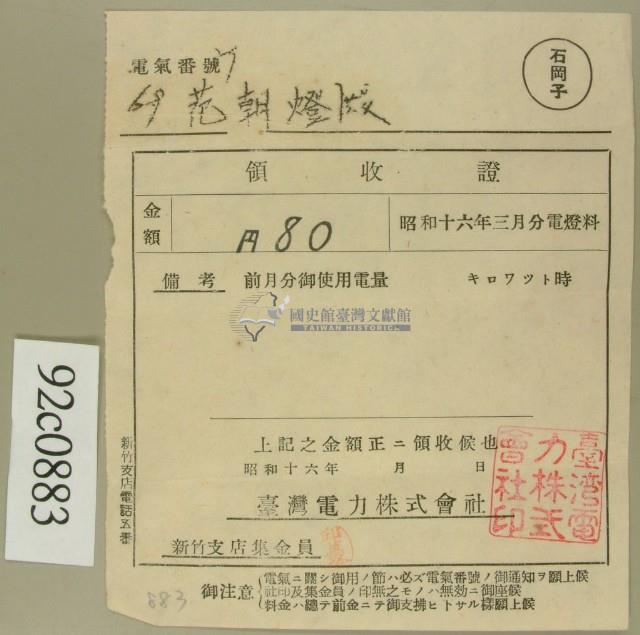 電氣番號
石岡子
69 范朝燈殿
領收證
金額 円80 昭和十六年三月分電燈料
備考 前月分御使用電量 キロワット時
國史館臺灣文獻館
TAIWAN HISTORICA
上記之金額正ニ領收候也
昭和十六年 月 日
臺灣電力株式會社
臺灣電力株式會社印
新竹支店集金員
新竹支店電話五番
御注意
電氣ニ關シ御用ノ節ハ必ズ電氣番號ノ御通知ヲ願上候
社印及集金員ノ印無之モノハ無効ニ御座候
料金ハ總テ前金ニテ御支拂ヒトサル樣願上候
883
92c0883